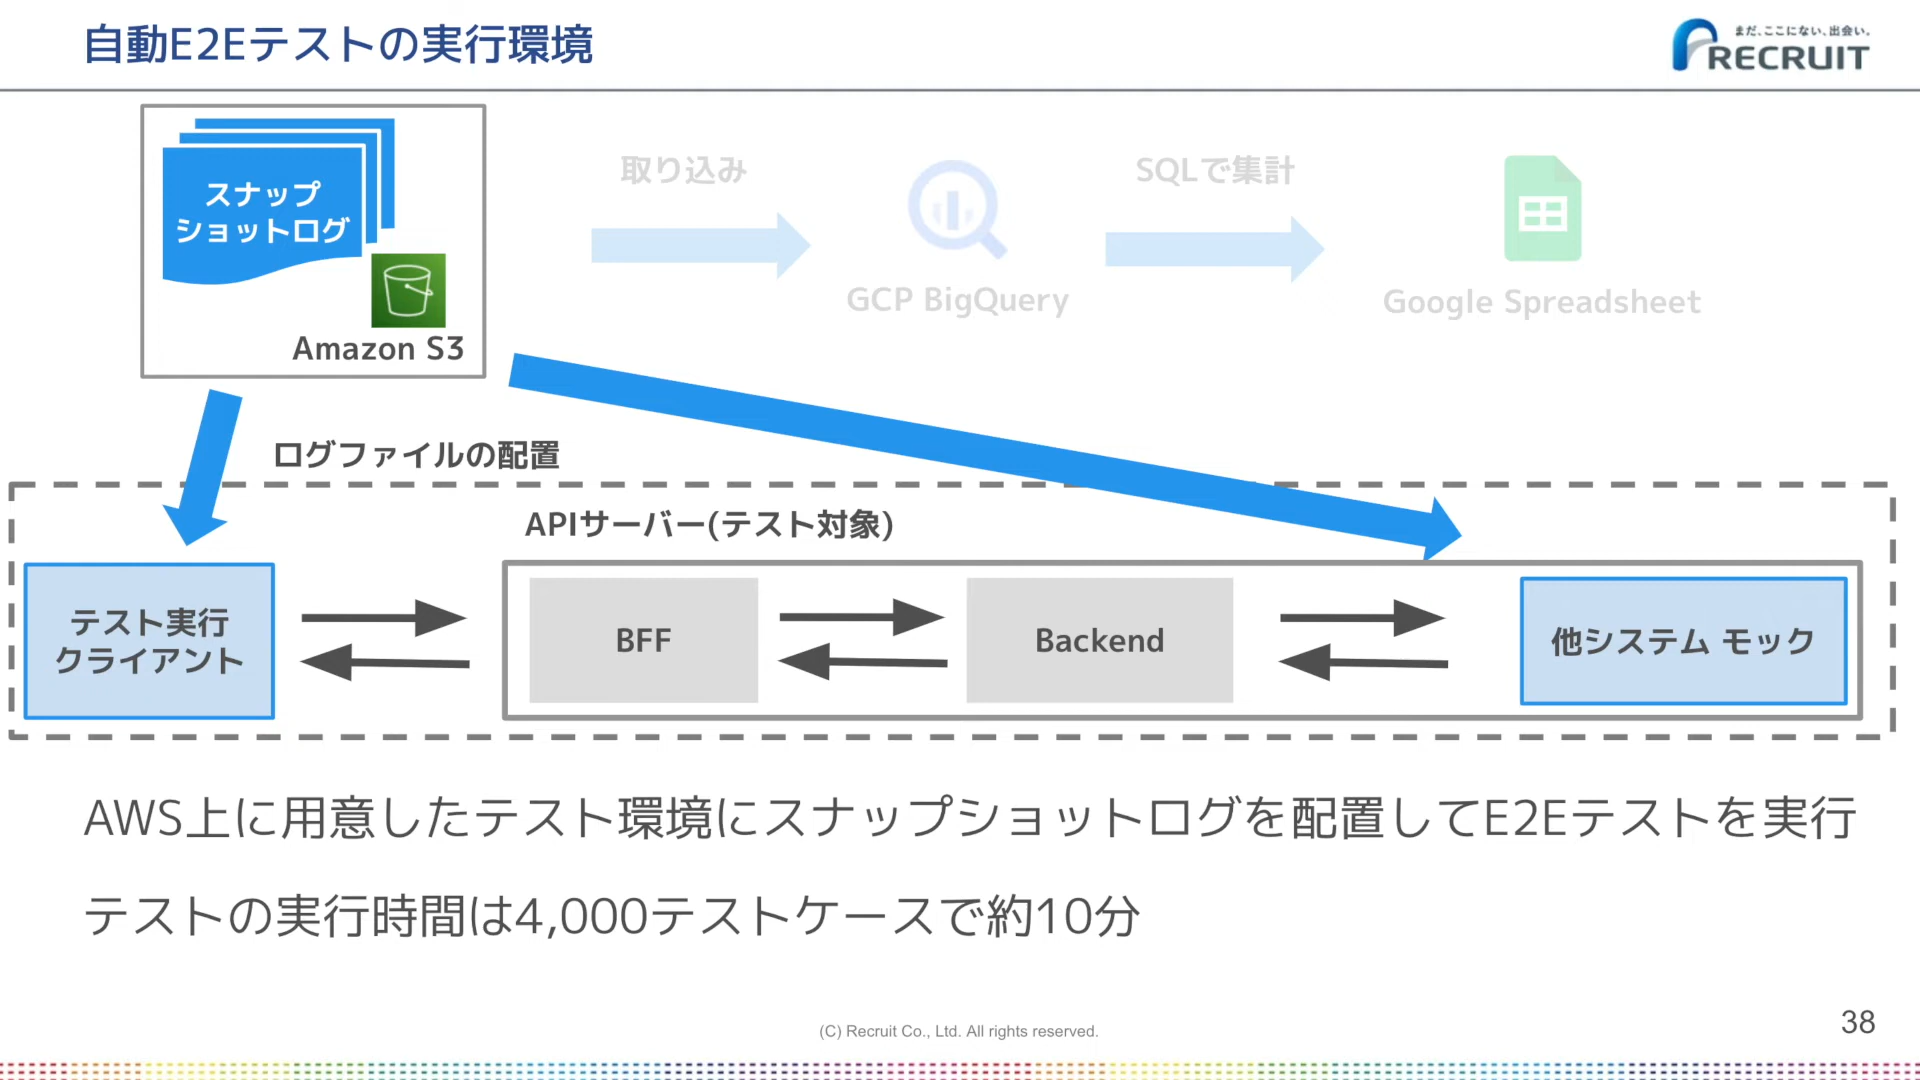 自動E2Eテストの実行環境
まだ、ここにない、出会い。
RECRUIT
スナップ
ショットログ
Amazon S3
取り込み
GCP BigQuery
SQLで集計
Google Spreadsheet
ログファイルの配置
APIサーバー(テスト対象)
テスト実行
クライアント
BFF
Backend
他システム モック
AWS上に用意したテスト環境にスナップショットログを配置してE2Eテストを実行
テストの実行時間は4,000テストケースで約10分
(C) Recruit Co., Ltd. All rights reserved.
38